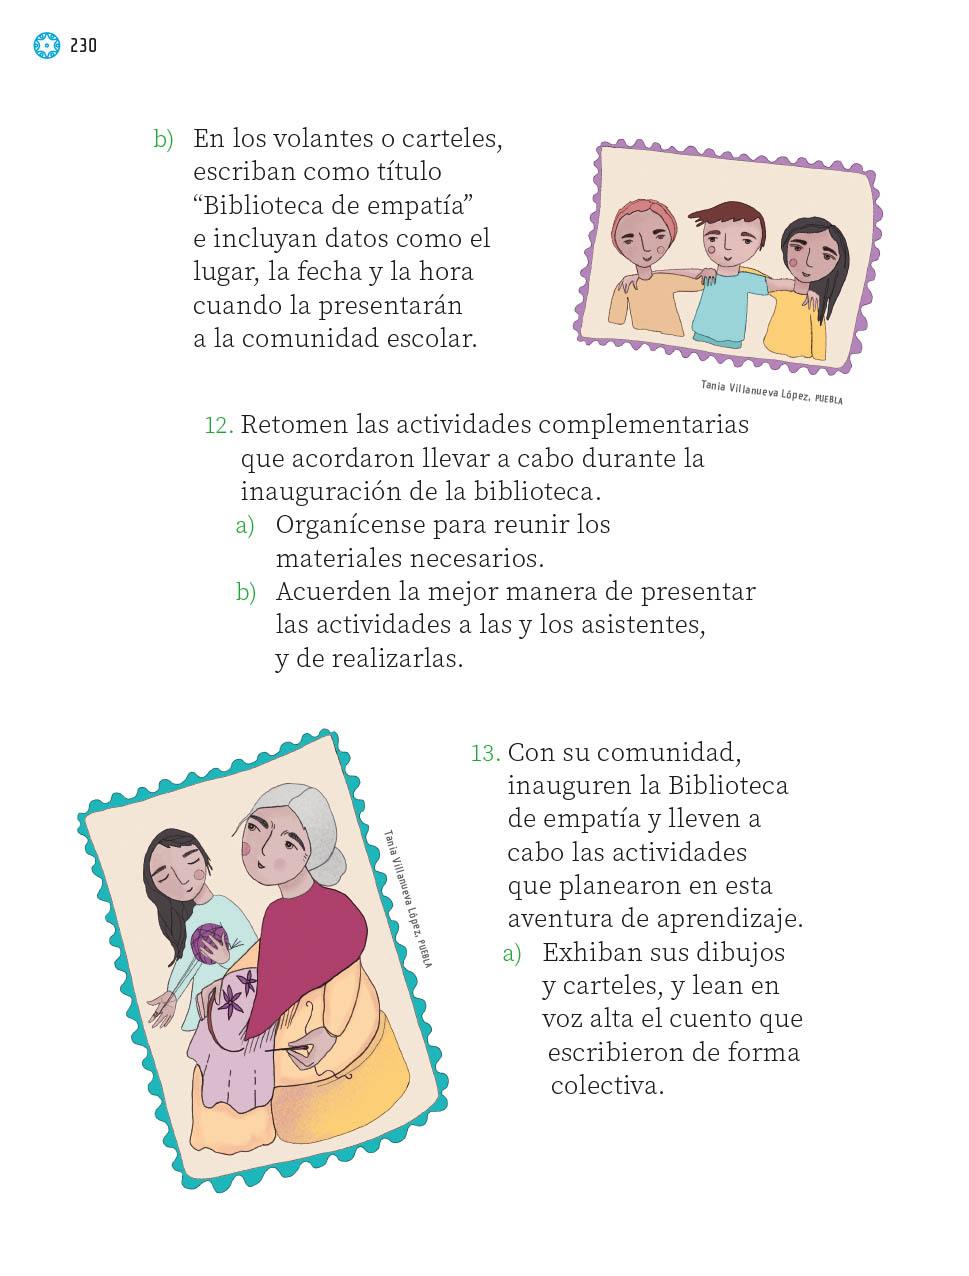 230
b) En los volantes o carteles,
escriban como título
“Biblioteca de empatía”
e incluyan datos como el
lugar, la fecha y la hora
cuando la presentarán
a la comunidad escolar.
Tania Villanueva López, PUEBLA
12. Retomen las actividades complementarias
que acordaron llevar a cabo durante la
inauguración de la biblioteca.
a) Organícense para reunir los
materiales necesarios.
b) Acuerden la mejor manera de presentar
las actividades a las y los asistentes,
y de realizarlas.
Tania Villanueva López, PUEBLA
13. Con su comunidad,
inauguren la Biblioteca
de empatía y lleven a
cabo las actividades
que planearon en esta
aventura de aprendizaje.
a) Exhiban sus dibujos
y carteles, y lean en
voz alta el cuento que
escribieron de forma
colectiva.